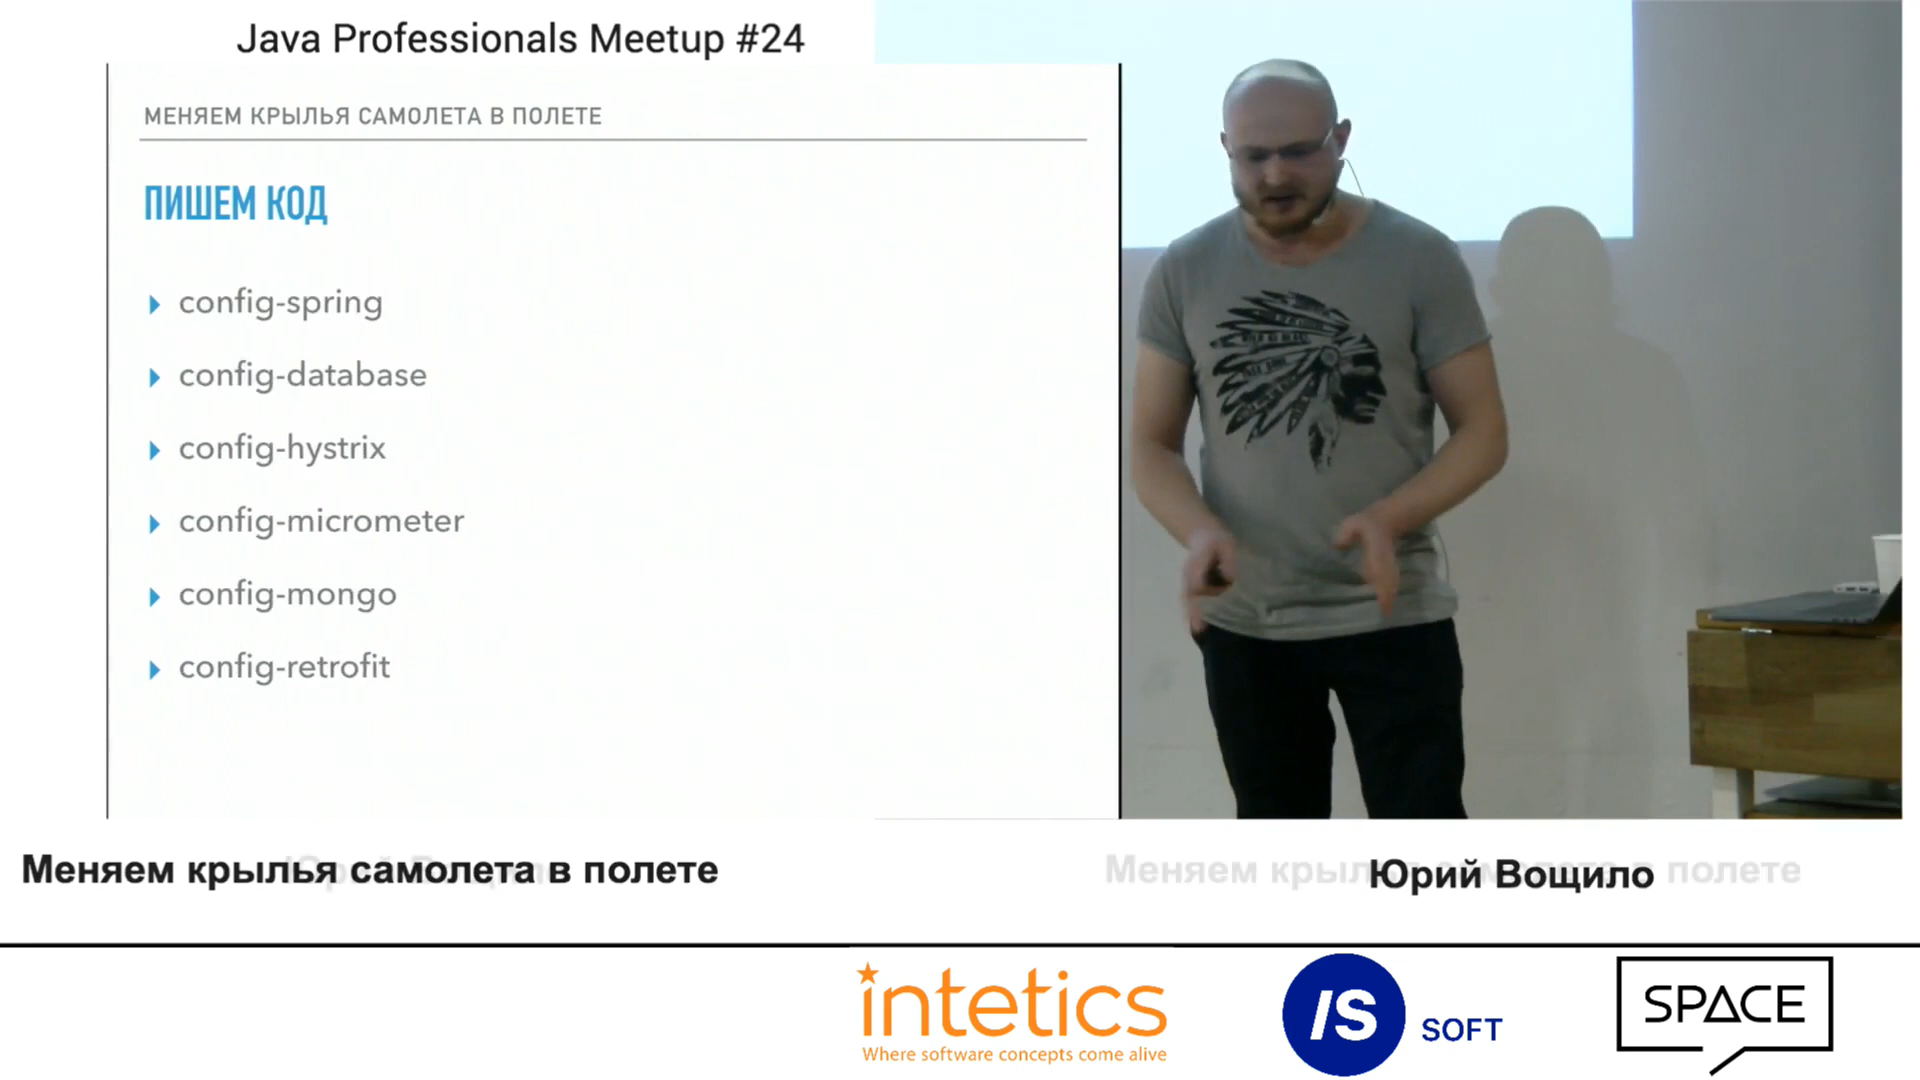 Java Professionals Meetup #24
МЕНЯЕМ КРЫЛЬЯ САМОЛЕТА В ПОЛЕТЕ
ПИШЕМ КОД
config-spring
config-database
config-hystrix
config-micrometer
config-mongo
config-retrofit
Меняем крылья самолета в полете
Юрий Вощило
intetics
Where software concepts come alive
/S SOFT
SPACE